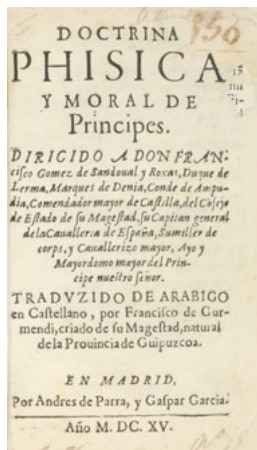 150
DOCTRINA
PHISICA
Y MORAL DE
Principes.
DIRIGIDO A DON FRAN-
cisco Gomez de Sandoual y Roxas, Duque de
Lerma, Marques de Denia, Conde de Ampu-
dia, Comendador mayor de Castilla, del Cōsejo
de Estado de su Magestad, su Capitan general
de la Caualleria de España, Sumiller de
corps, y Cauallerizo mayor, Ayo y
Mayordomo mayor del Prin-
cipe nuestro señor.
TRADVZIDO DE ARABIGO
en Castellano, por Francisco de Gur-
mendi, criado de su Magestad, natural
de la Prouincia de Guipuzcoa.
EN MADRID,
Por Andres de Parra, y Gaspar Garcia.
Año M. DC. XV.